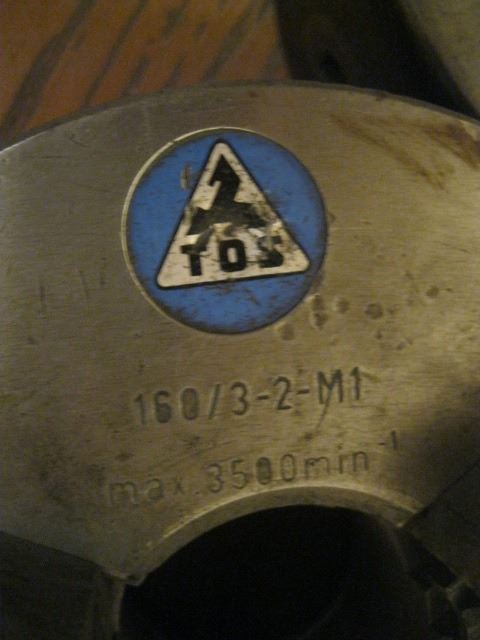 TOS
160/3-2-M1
max. 3500min⁻¹